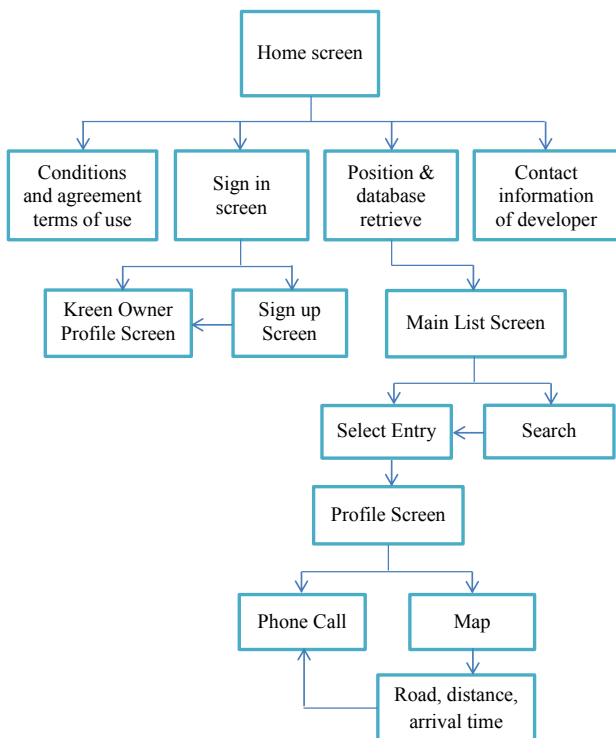 Home screen
Conditions
and agreement
terms of use
Sign in
screen
Position &
database
retrieve
Contact
information
of developer
Kreen Owner
Profile Screen
Sign up
Screen
Main List Screen
Select Entry
Search
Profile Screen
Phone Call
Map
Road, distance,
arrival time